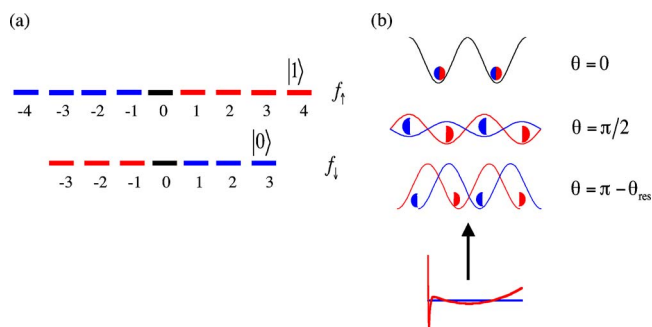 (a)
|1⟩
-4 -3 -2 -1 0 1 2 3 4 f↑
|0⟩
-3 -2 -1 0 1 2 3 f↓
(b)
θ = 0
θ = π/2
θ = π − θres